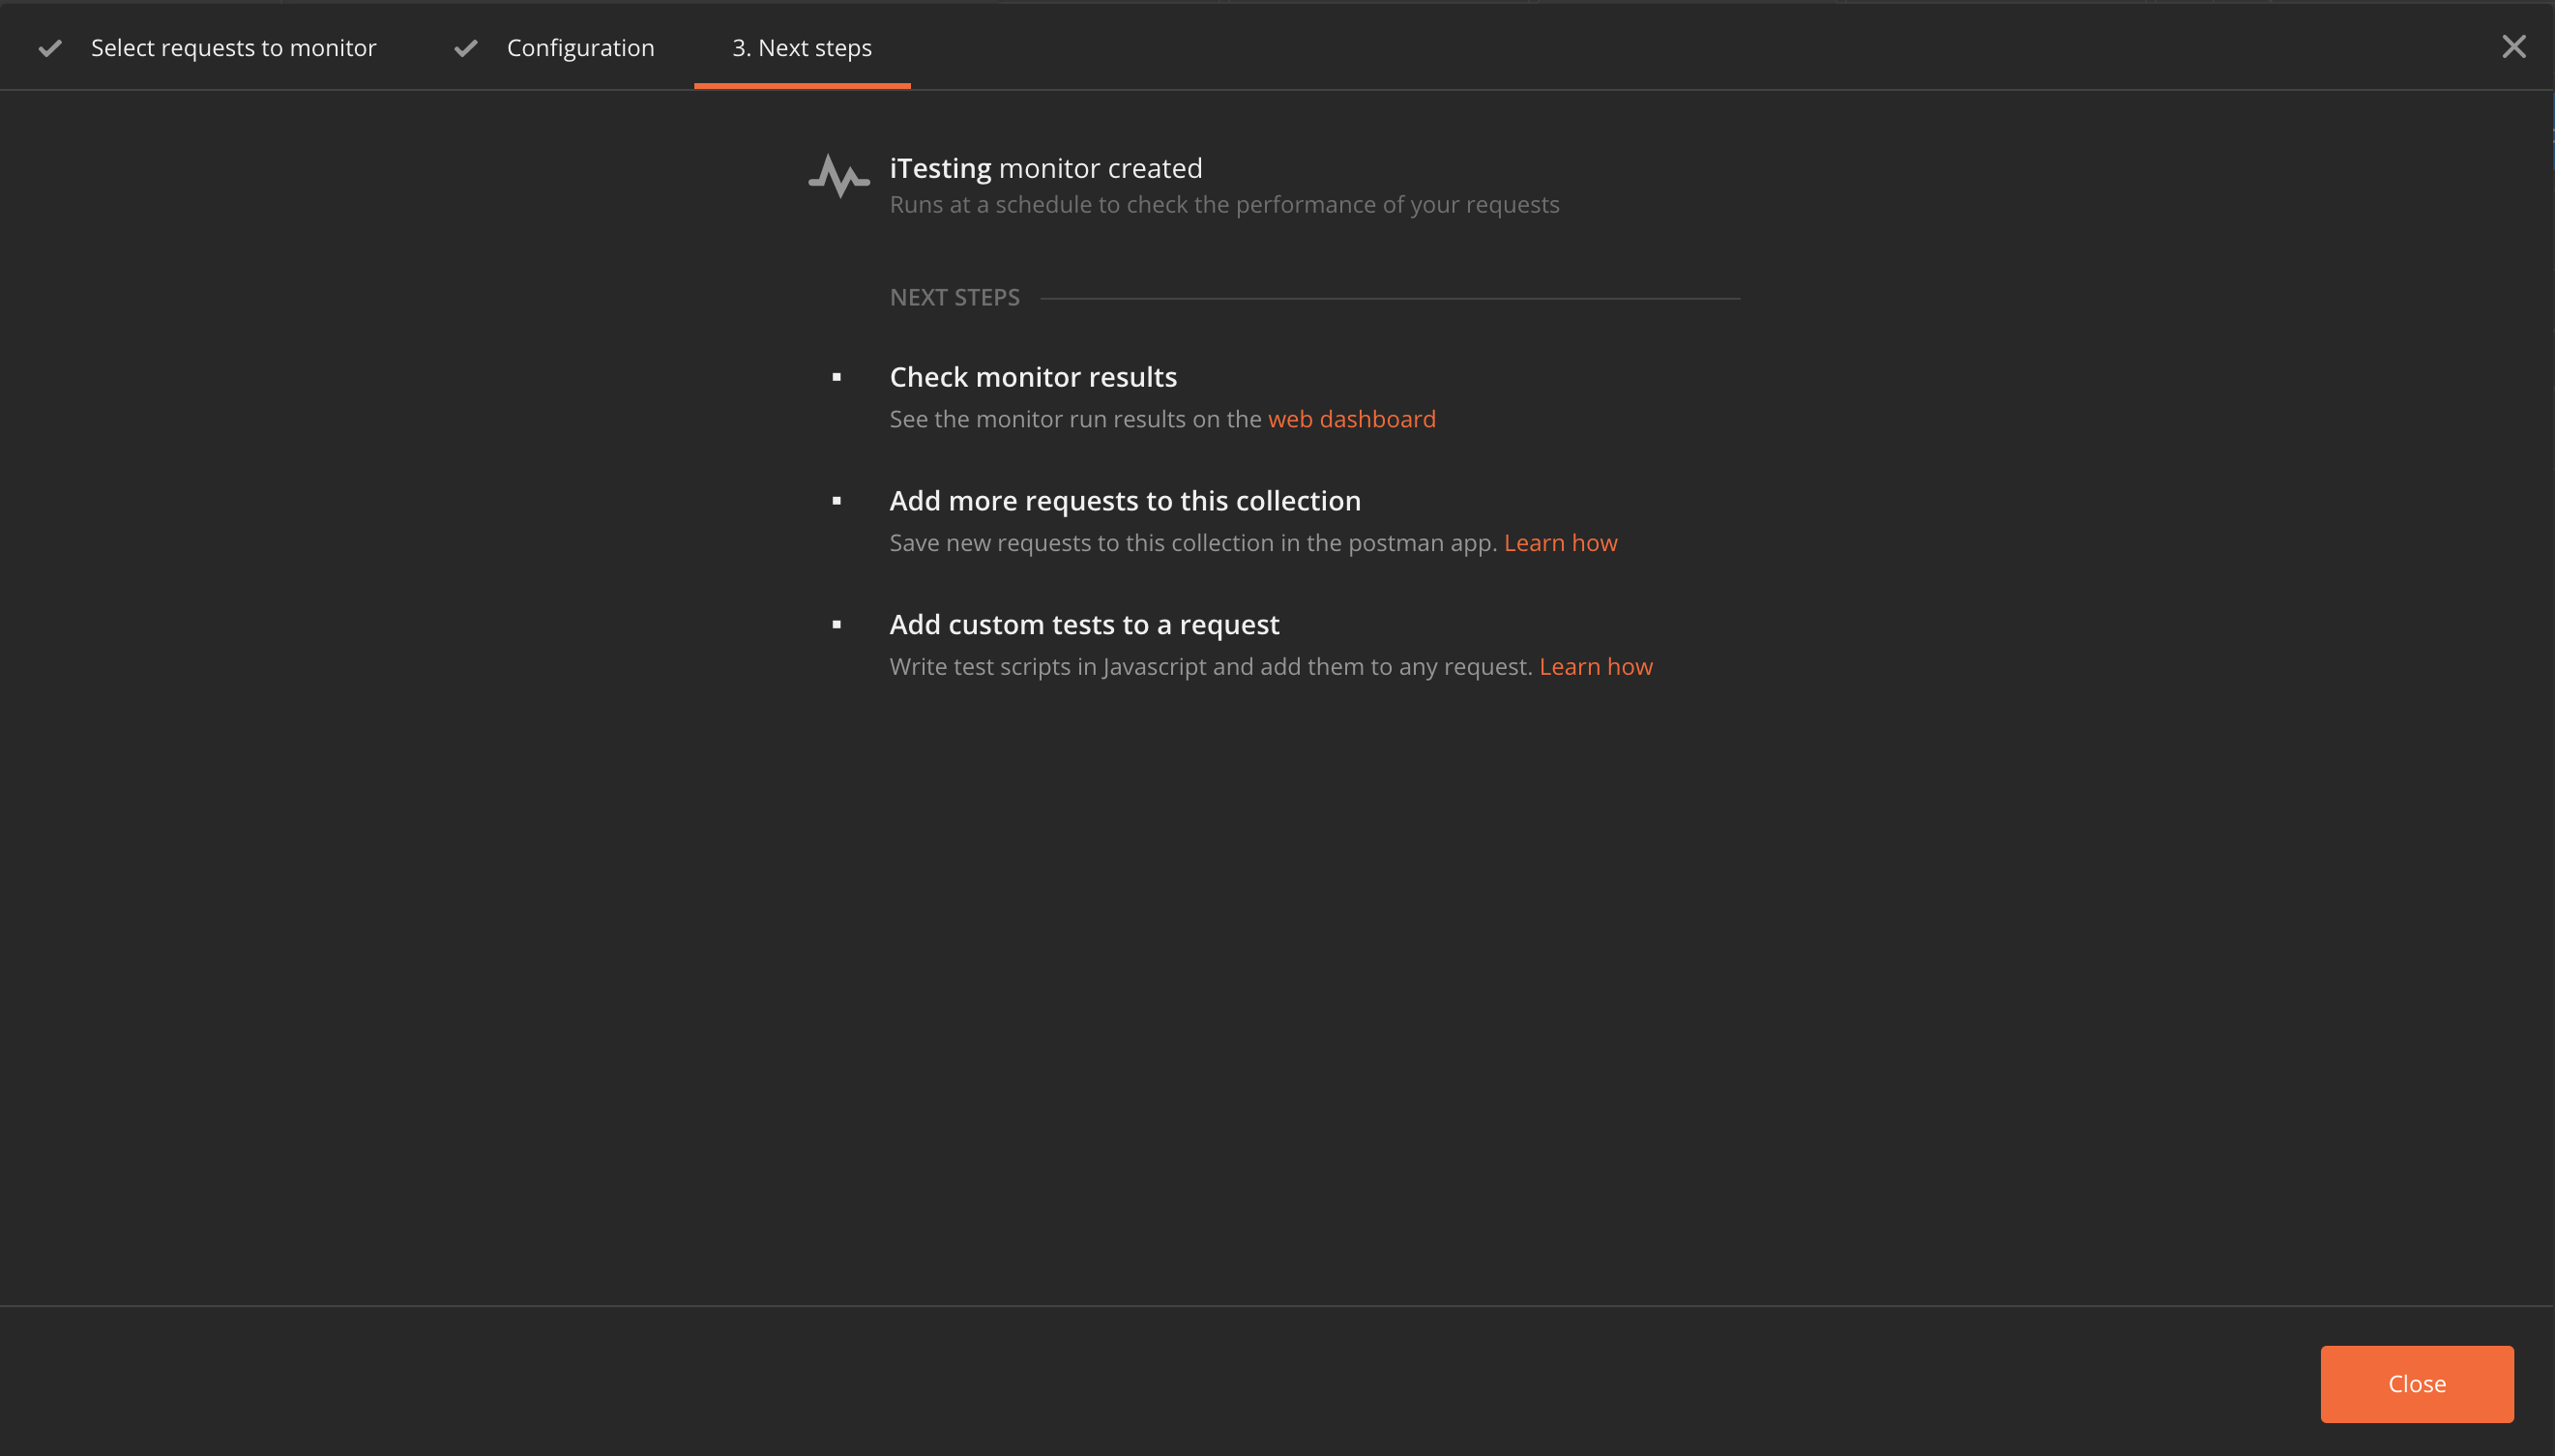 Select requests to monitor
Configuration
3. Next steps
iTesting monitor created
Runs at a schedule to check the performance of your requests
NEXT STEPS
Check monitor results
See the monitor run results on the web dashboard
Add more requests to this collection
Save new requests to this collection in the postman app. Learn how
Add custom tests to a request
Write test scripts in Javascript and add them to any request. Learn how
Close